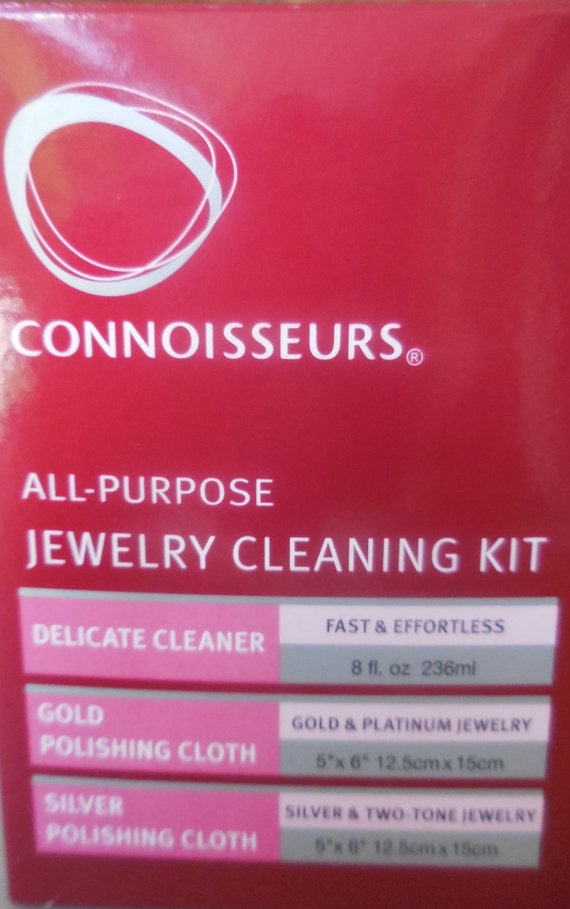 CONNOISSEURS®
ALL-PURPOSE
JEWELRY CLEANING KIT
DELICATE CLEANER
FAST & EFFORTLESS
8 fl. oz 236ml
GOLD
POLISHING CLOTH
GOLD & PLATINUM JEWELRY
5"x 6" 12.5cm x 15cm
SILVER
POLISHING CLOTH
SILVER & TWO-TONE JEWELRY
5"x 6" 12.5cm x 15cm